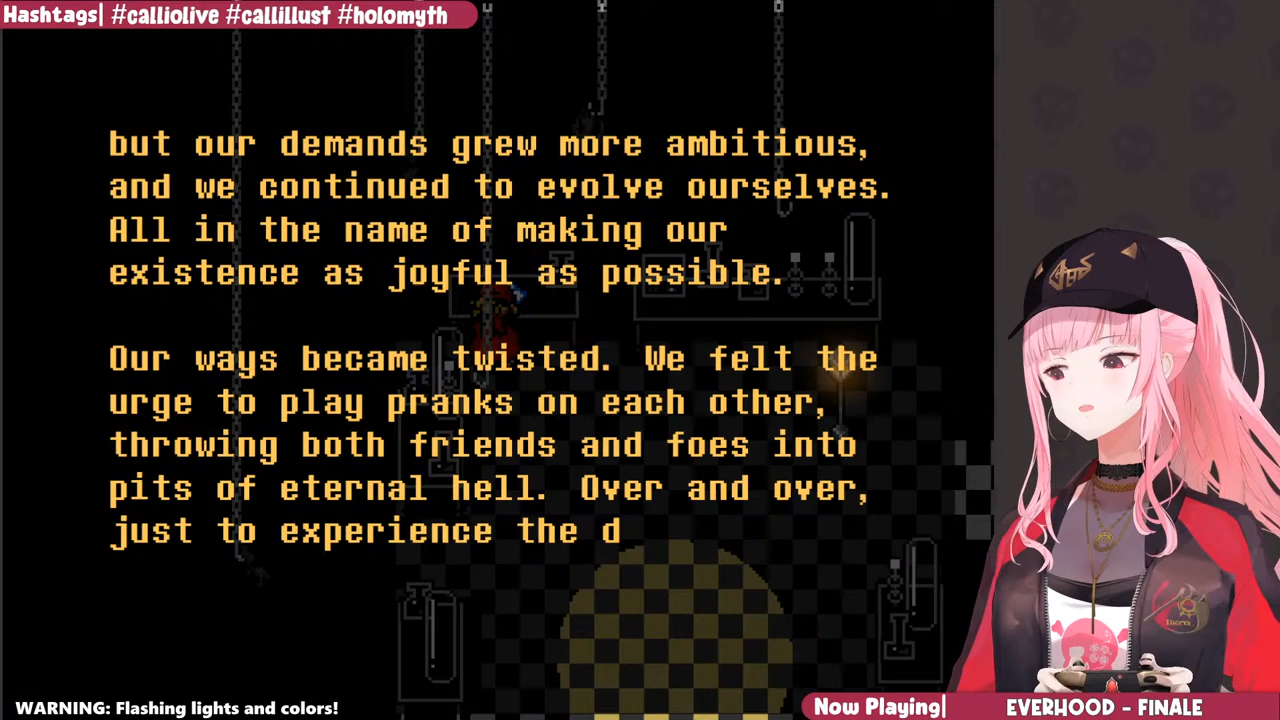 Hashtags| #calliolive #callillust #holomyth
but our demands grew more ambitious,
and we continued to evolve ourselves.
All in the name of making our
existence as joyful as possible.
Our ways became twisted. We felt the
urge to play pranks on each other,
throwing both friends and foes into
pits of eternal hell. Over and over,
just to experience the d
WARNING: Flashing lights and colors!
Now Playing| EVERHOOD - FINALE